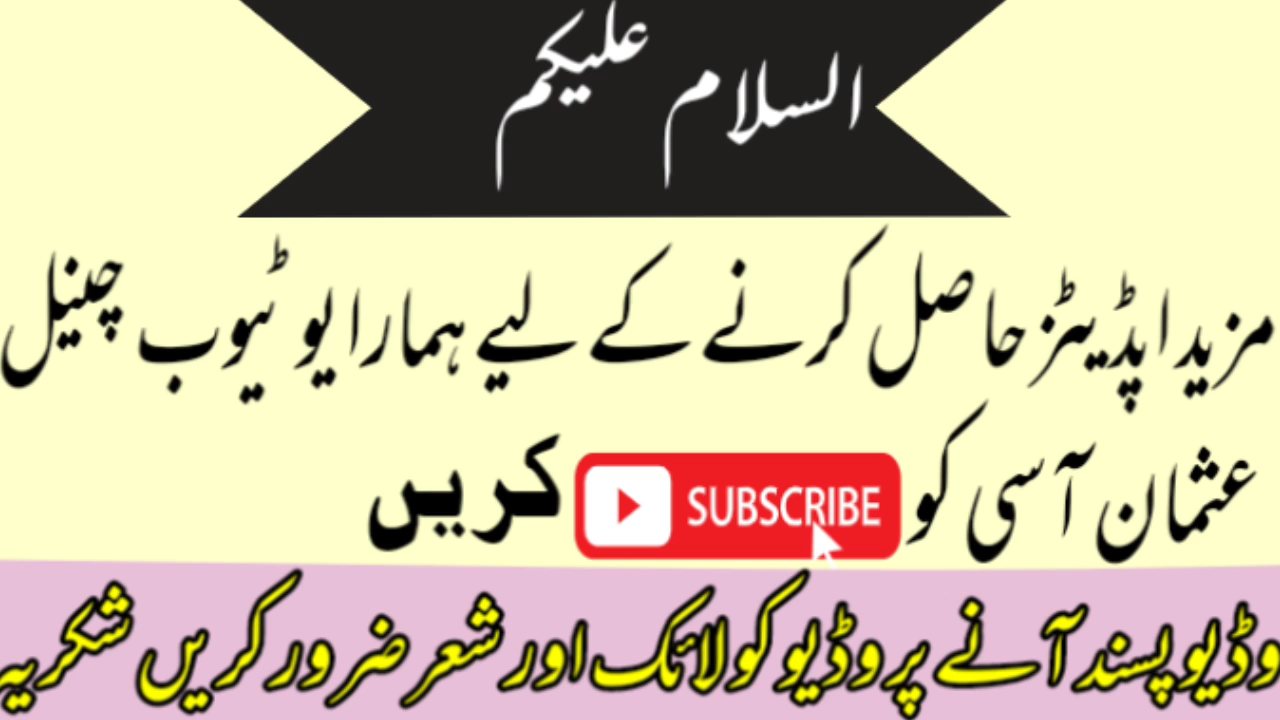 السلام علیکم
مزید اپڈیٹز حاصل کرنے کے لیے ہمارا یوٹیوب چینل
عثمان آسی کو SUBSCRIBE کریں
وڈیو پسند آنے پر وڈیو کو لائک اور شعر ضرور کریں شکریہ